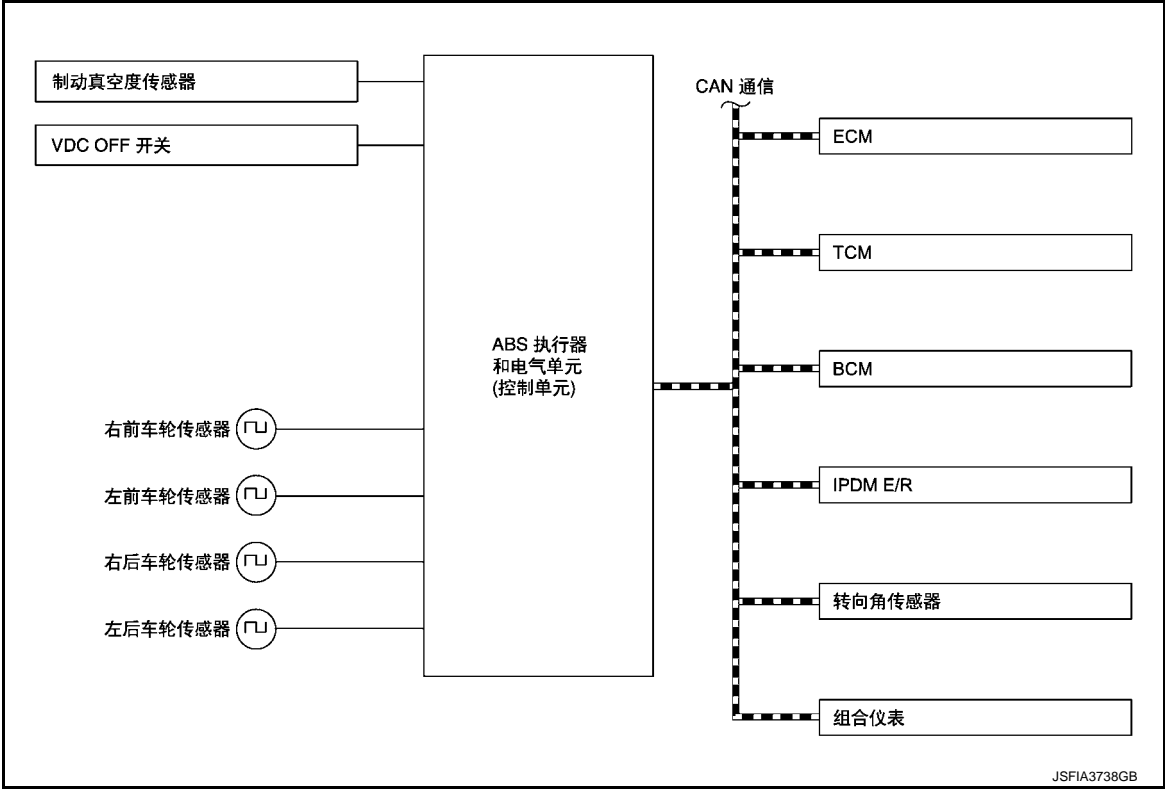 制动真空度传感器
VDC OFF 开关
右前车轮传感器
左前车轮传感器
右后车轮传感器
左后车轮传感器
ABS 执行器
和电气单元
(控制单元)
CAN 通信
ECM
TCM
BCM
IPDM E/R
转向角传感器
组合仪表
JSFIA3738GB